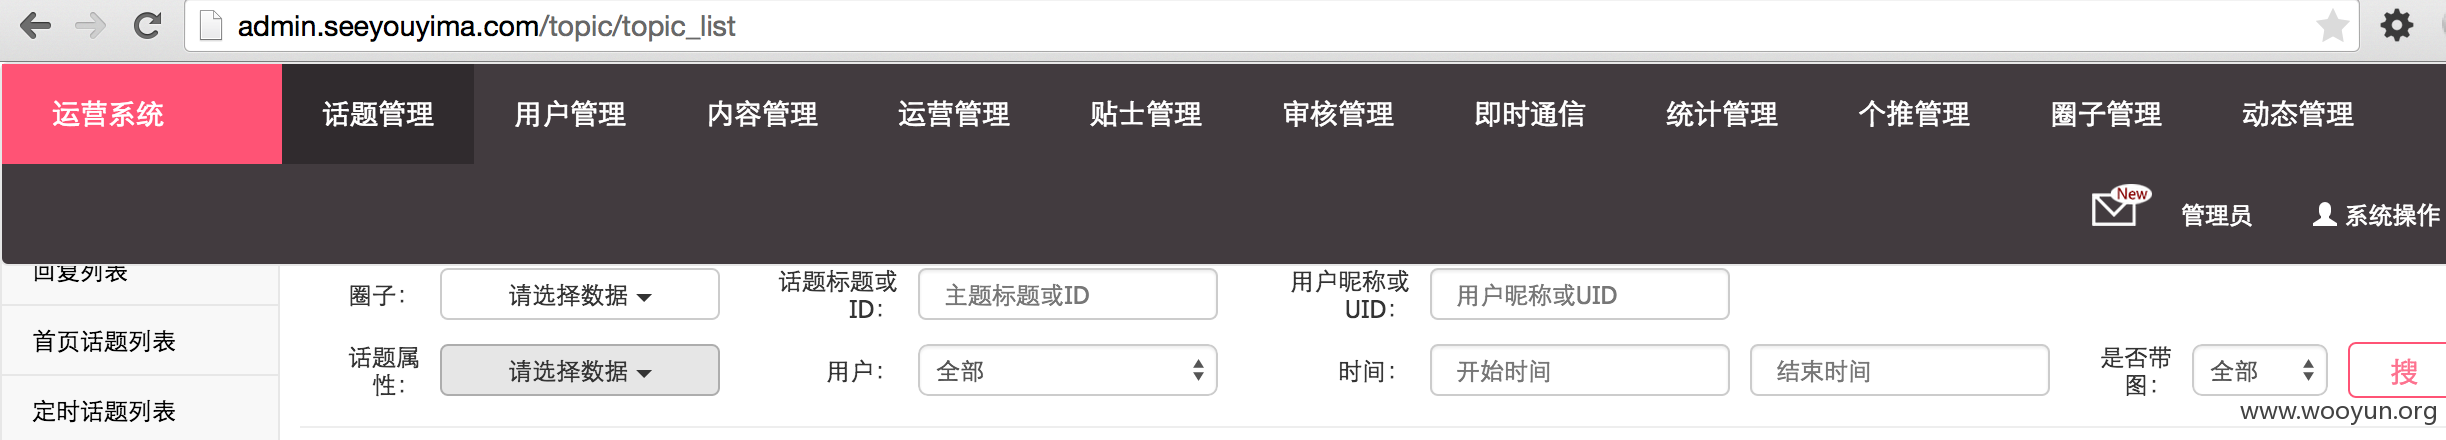 admin.seeyouyima.com/topic/topic_list
运营系统 话题管理 用户管理 内容管理 运营管理 贴士管理 审核管理 即时通信 统计管理 个推管理 圈子管理 动态管理
New 管理员 系统操作
回复列表
首页话题列表
定时话题列表
圈子： 请选择数据 话题标题或 主题标题或ID 用户昵称或 用户昵称或UID
ID： UID：
话题属 请选择数据 用户： 全部 时间： 开始时间 结束时间 是否带 全部 搜
性： 图：
www.wooyun.org